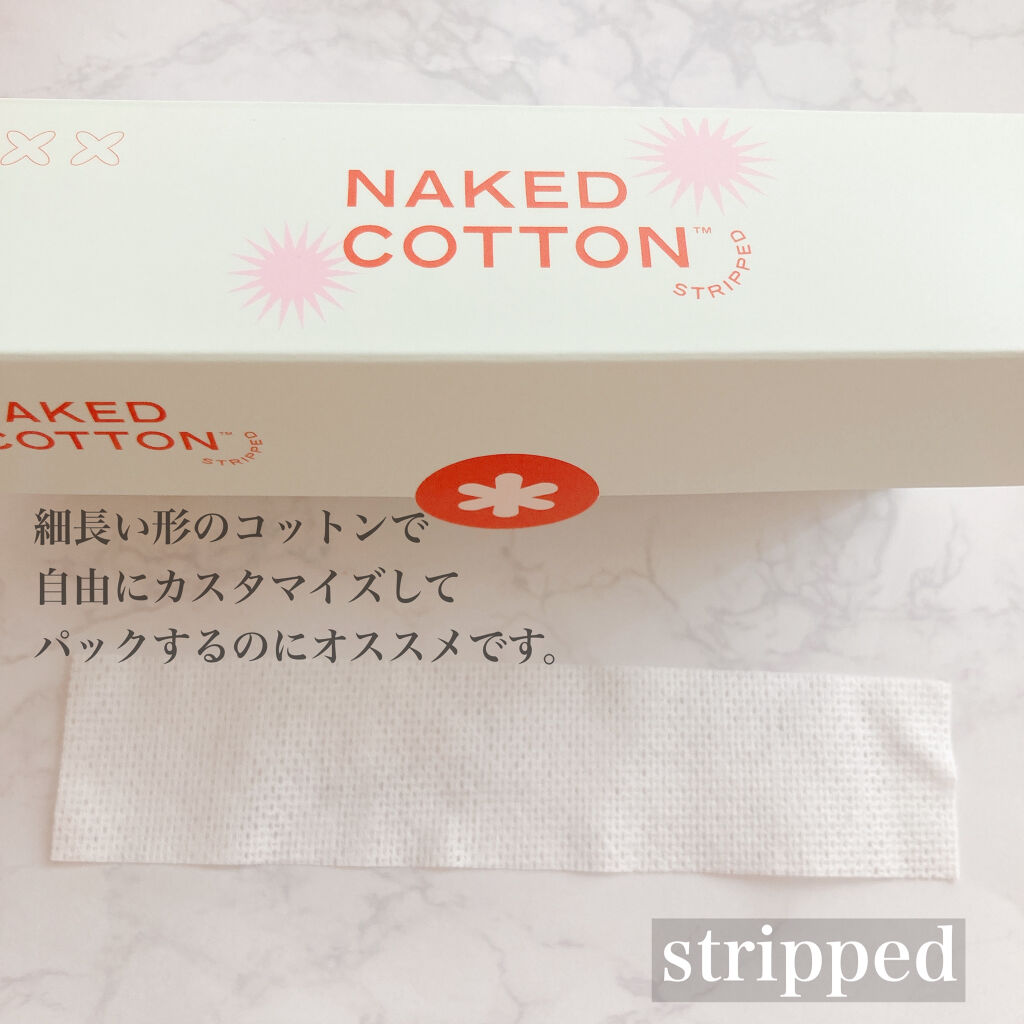 NAKED
COTTON™
STRIPPED
NAKED
COTTON™
STRIPPED
細長い形のコットンで
自由にカスタマイズして
パックするのにオススメです。
stripped